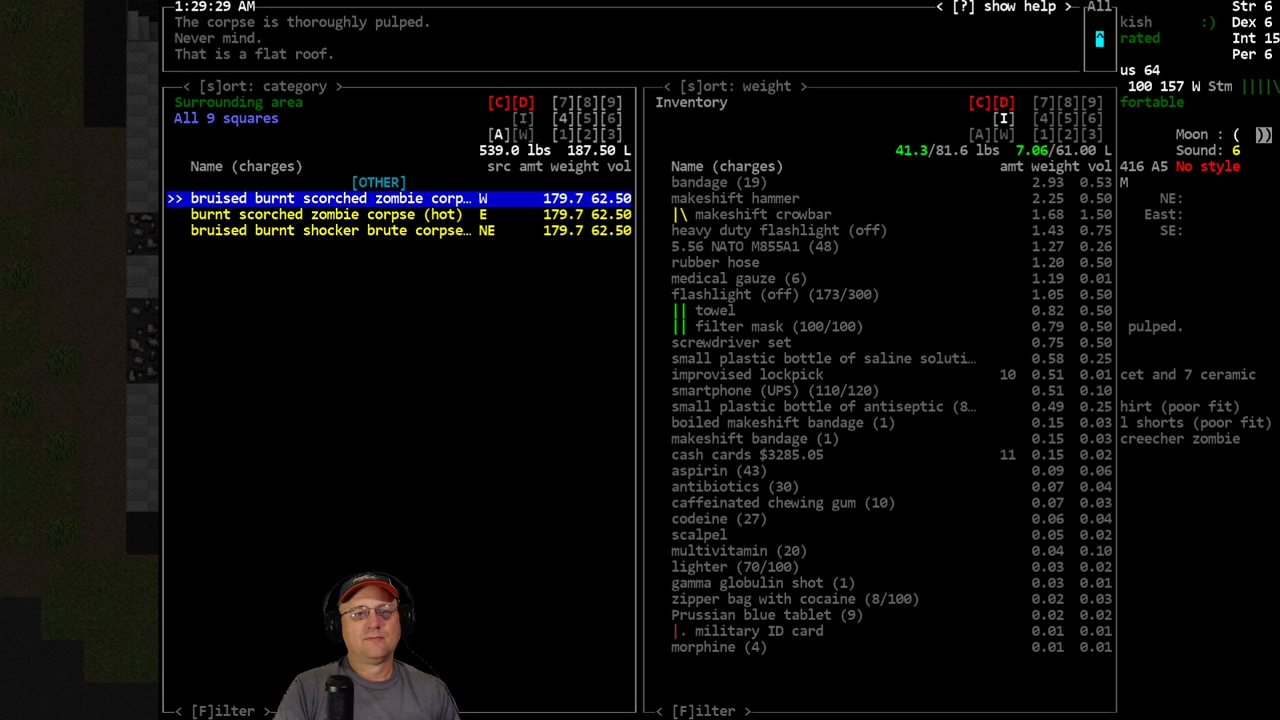 1:29:29 AM
< [?] show help >
All
The corpse is thoroughly pulped.
Never mind.
That is a flat roof.
^
kish :)
rated
us 64
100 157 W Stm ||||\
fortable
Str 6
Dex 6
Int 15
Per 6
Moon : (
Sound: 6
416 A5 No style
M
NE:
East:
SE:
pulped.
cet and 7 ceramic
hirt (poor fit)
l shorts (poor fit)
creecher zombie
< [s]ort: category >
Surrounding area [C][D] [7][8][9]
All 9 squares [I] [4][5][6]
[A][W] [1][2][3]
539.0 lbs 187.50 L
Name (charges) src amt weight vol
[OTHER]
>> bruised burnt scorched zombie corp… W 179.7 62.50
burnt scorched zombie corpse (hot) E 179.7 62.50
bruised burnt shocker brute corpse… NE 179.7 62.50
< [F]ilter >
< [s]ort: weight >
Inventory [C][D] [7][8][9]
[I] [4][5][6]
[A][W] [1][2][3]
41.3/81.6 lbs 7.06/61.00 L
Name (charges) amt weight vol
bandage (19) 2.93 0.53
makeshift hammer 2.25 0.50
|\ makeshift crowbar 1.68 1.50
heavy duty flashlight (off) 1.43 0.75
5.56 NATO M855A1 (48) 1.27 0.26
rubber hose 1.20 0.50
medical gauze (6) 1.19 0.01
flashlight (off) (173/300) 1.05 0.50
|| towel 0.82 0.50
|| filter mask (100/100) 0.79 0.50
screwdriver set 0.75 0.50
small plastic bottle of saline soluti… 0.58 0.25
improvised lockpick 10 0.51 0.01
smartphone (UPS) (110/120) 0.51 0.10
small plastic bottle of antiseptic (8… 0.49 0.25
boiled makeshift bandage (1) 0.15 0.03
makeshift bandage (1) 0.15 0.03
cash cards $3285.05 11 0.15 0.02
aspirin (43) 0.09 0.06
antibiotics (30) 0.07 0.04
caffeinated chewing gum (10) 0.07 0.03
codeine (27) 0.06 0.04
scalpel 0.05 0.02
multivitamin (20) 0.04 0.10
lighter (70/100) 0.03 0.02
gamma globulin shot (1) 0.03 0.01
zipper bag with cocaine (8/100) 0.02 0.03
Prussian blue tablet (9) 0.02 0.02
|. military ID card 0.01 0.01
morphine (4) 0.01 0.01
< [F]ilter >